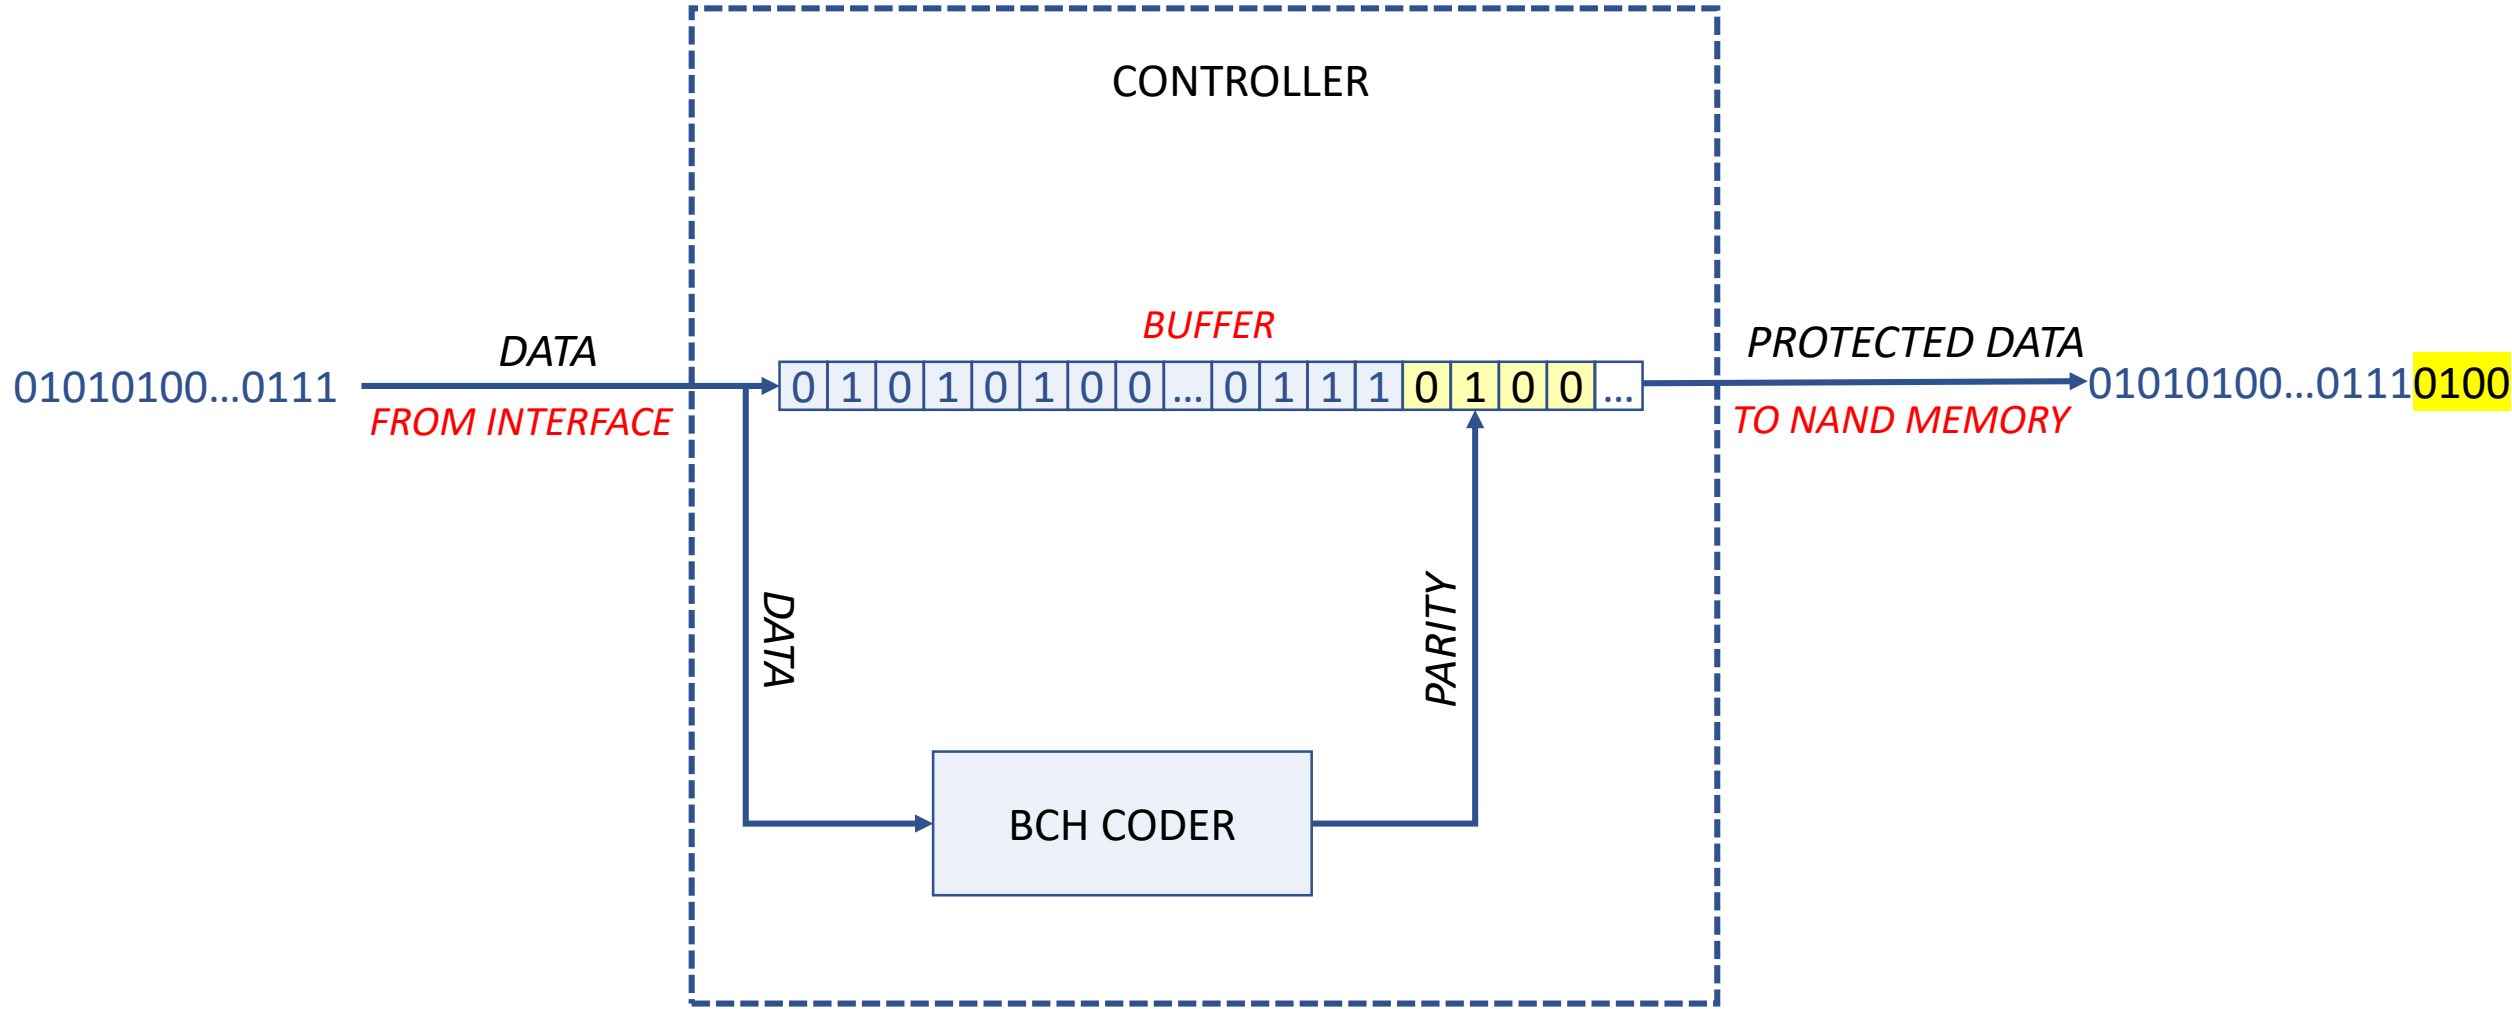 CONTROLLER
BUFFER
DATA
01010100...0111
FROM INTERFACE
0 1 0 1 0 1 0 0 ... 0 1 1 1 0 1 0 0 ...
PROTECTED DATA
TO NAND MEMORY
01010100...01110100
DATA
PARITY
BCH CODER